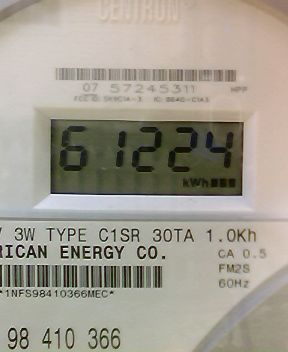 CENTRON
07 57245311 HPP
61224
kWh
V 3W TYPE C1SR 30TA 1.0Kh
RICAN ENERGY CO. CA 0.5
FM2S
*1NFS98410366MEC* 60Hz
98 410 366